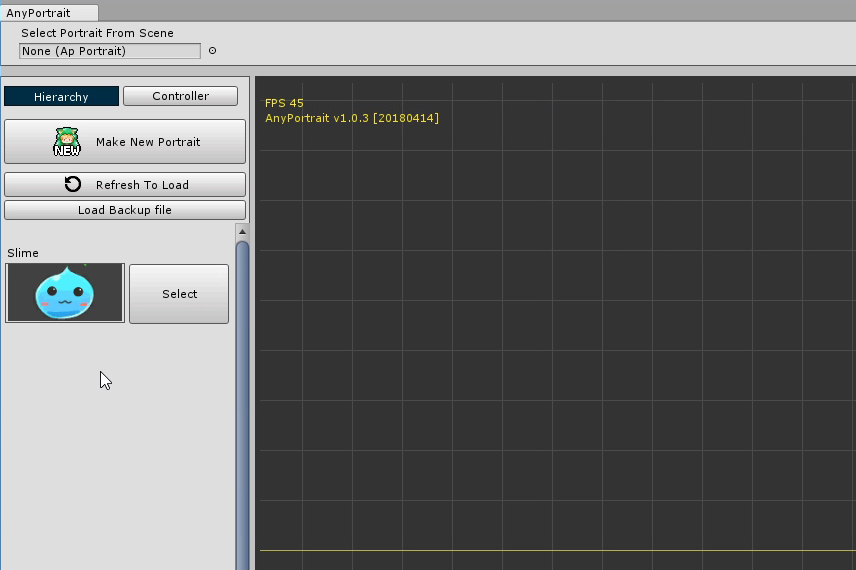 AnyPortrait
Select Portrait From Scene
None (Ap Portrait)
Hierarchy
Controller
NEW
Make New Portrait
Refresh To Load
Load Backup file
Slime
Select
FPS 45
AnyPortrait v1.0.3 [20180414]